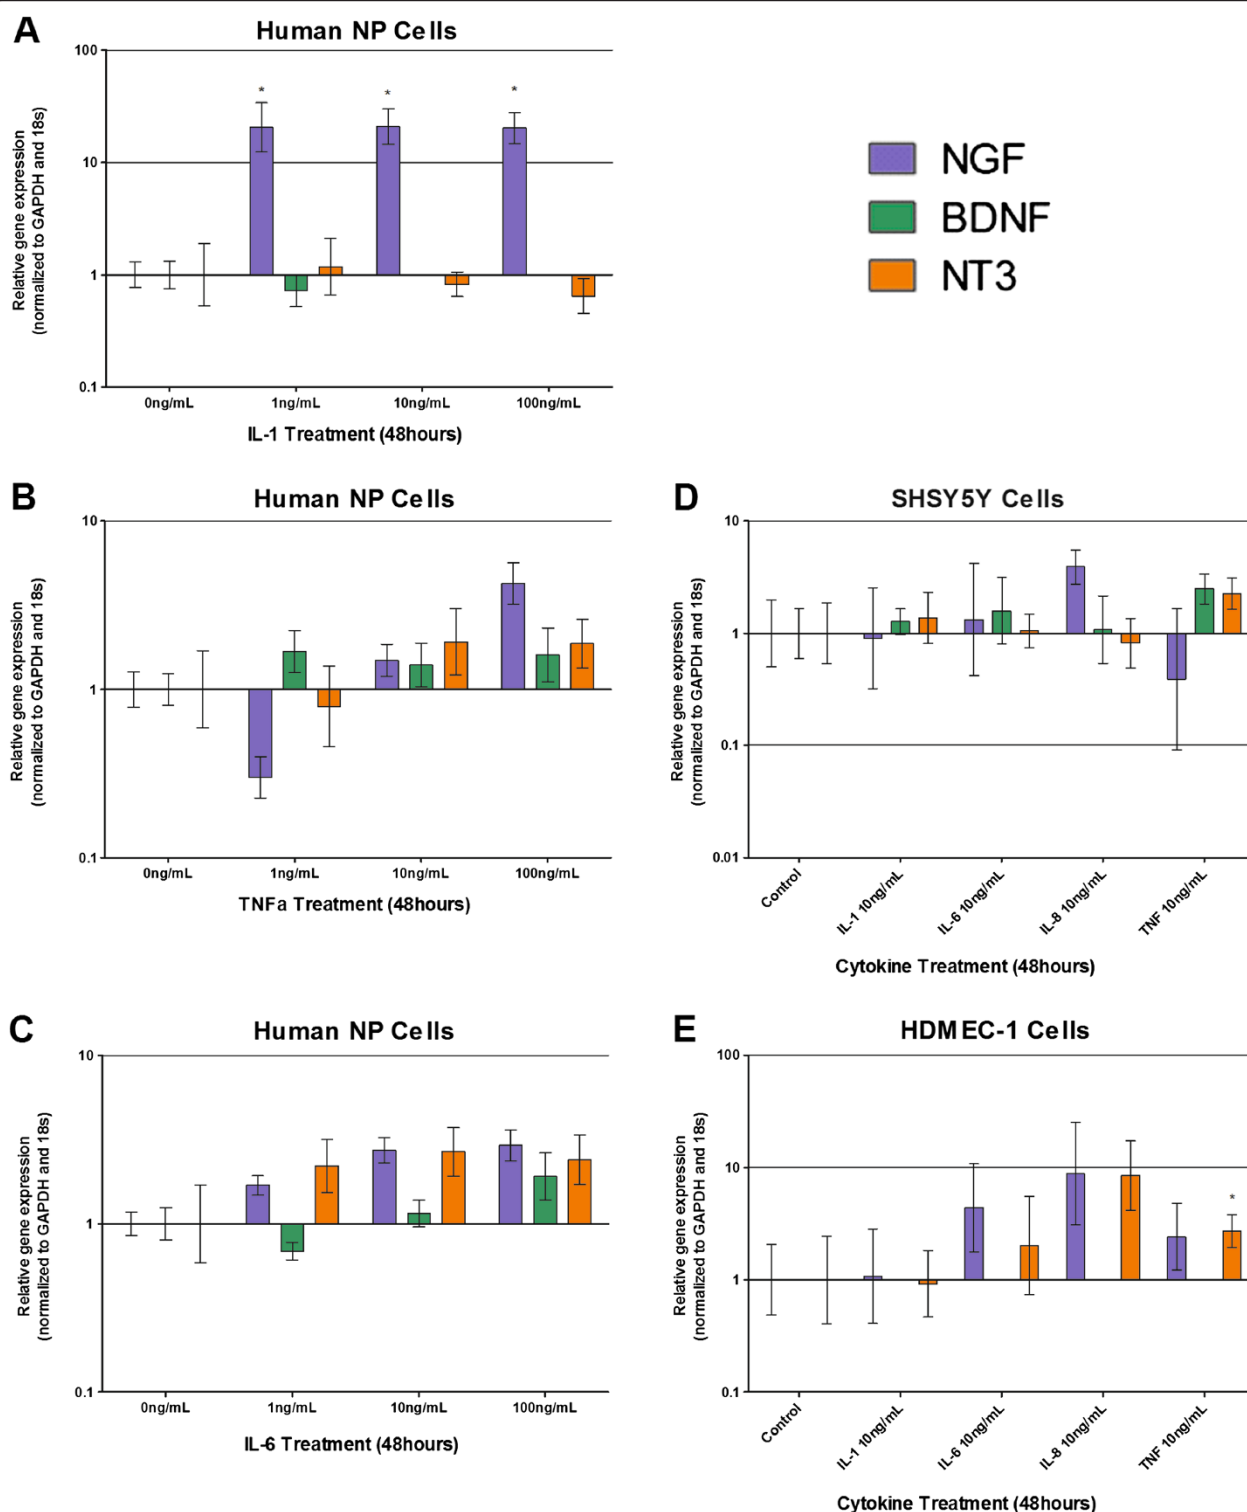 A
Human NP Cells
Relative gene expression
(normalized to GAPDH and 18s)
100
10
1
0.1
*
*
*
0ng/mL 1ng/mL 10ng/mL 100ng/mL
IL-1 Treatment (48hours)
NGF
BDNF
NT3
B
Human NP Cells
Relative gene expression
(normalized to GAPDH and 18s)
10
1
0.1
0ng/mL 1ng/mL 10ng/mL 100ng/mL
TNFa Treatment (48hours)
D
SHSY5Y Cells
Relative gene expression
(normalized to GAPDH and 18s)
10
1
0.1
0.01
Control IL-1 10ng/mL IL-6 10ng/mL IL-8 10ng/mL TNF 10ng/mL
Cytokine Treatment (48hours)
C
Human NP Cells
Relative gene expression
(normalized to GAPDH and 18s)
10
1
0.1
0ng/mL 1ng/mL 10ng/mL 100ng/mL
IL-6 Treatment (48hours)
E
HDMEC-1 Cells
Relative gene expression
(normalized to GAPDH and 18s)
100
10
1
0.1
*
Control IL-1 10ng/mL IL-6 10ng/mL IL-8 10ng/mL TNF 10ng/mL
Cytokine Treatment (48hours)